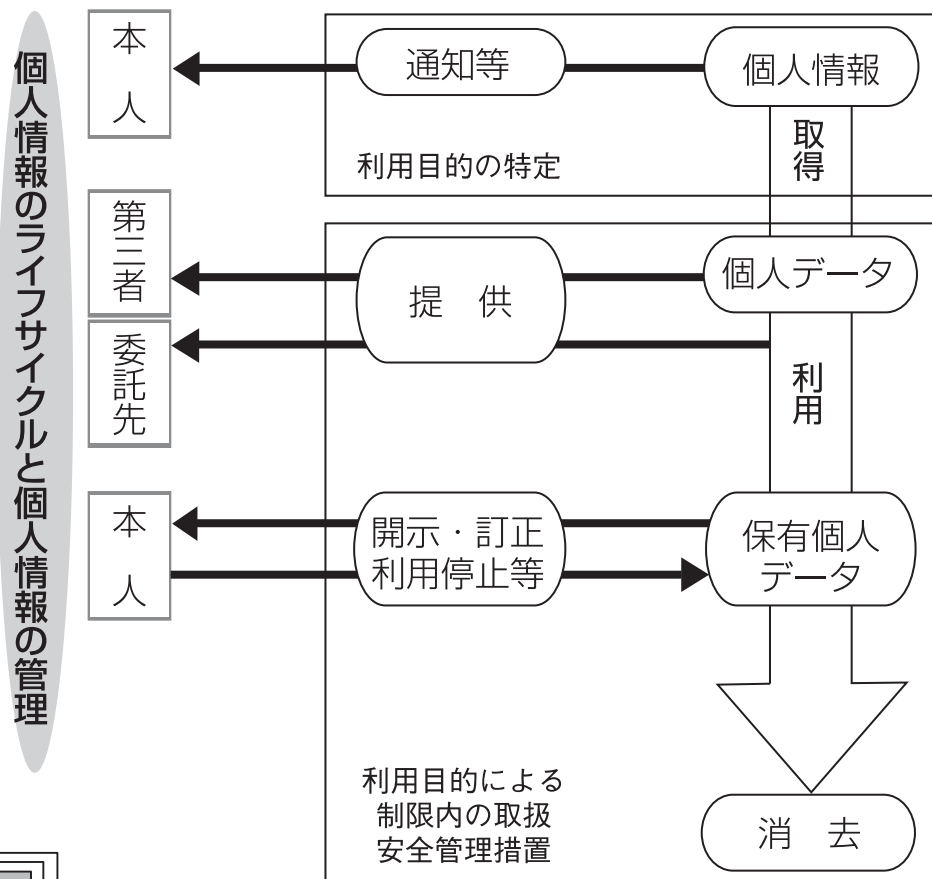 個人情報のライフサイクルと個人情報の管理
本人
通知等
個人情報
取得
利用目的の特定
第三者
提供
個人データ
委託先
利用
本人
開示・訂正
利用停止等
保有個人
データ
利用目的による
制限内の取扱
安全管理措置
消去